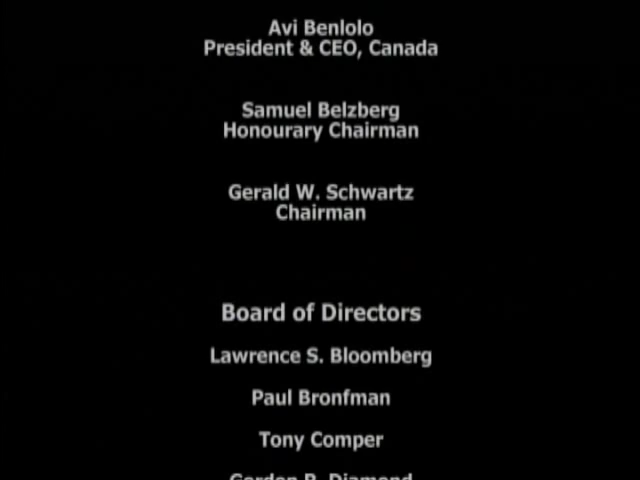 Avi Benlolo
President & CEO, Canada
Samuel Belzberg
Honourary Chairman
Gerald W. Schwartz
Chairman
Board of Directors
Lawrence S. Bloomberg
Paul Bronfman
Tony Comper